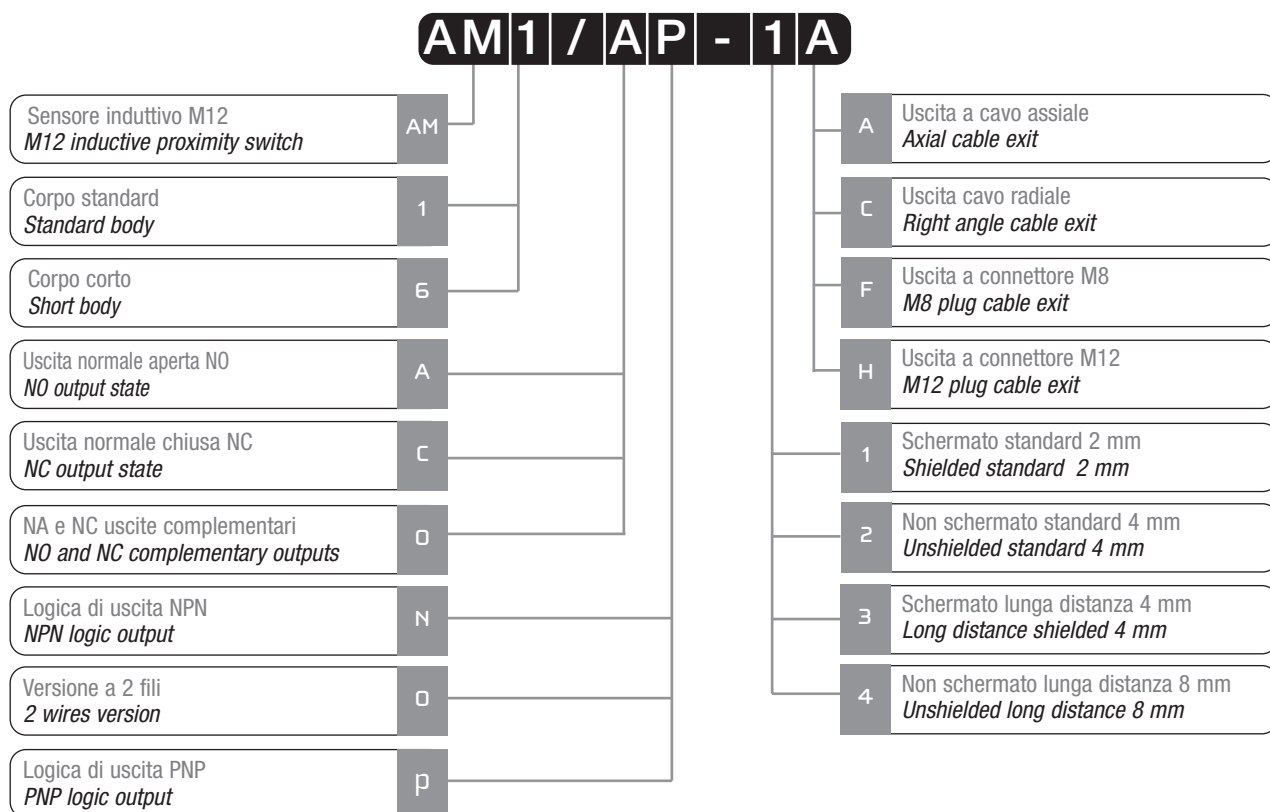 AM1/AP-1A
Sensore induttivo M12
M12 inductive proximity switch
AM
Corpo standard
Standard body
1
Corpo corto
Short body
6
Uscita normale aperta NO
NO output state
A
Uscita normale chiusa NC
NC output state
C
NA e NC uscite complementari
NO and NC complementary outputs
0
Logica di uscita NPN
NPN logic output
N
Versione a 2 fili
2 wires version
0
Logica di uscita PNP
PNP logic output
p
A
Uscita a cavo assiale
Axial cable exit
C
Uscita cavo radiale
Right angle cable exit
F
Uscita a connettore M8
M8 plug cable exit
H
Uscita a connettore M12
M12 plug cable exit
1
Schermato standard 2 mm
Shielded standard 2 mm
2
Non schermato standard 4 mm
Unshielded standard 4 mm
3
Schermato lunga distanza 4 mm
Long distance shielded 4 mm
4
Non schermato lunga distanza 8 mm
Unshielded long distance 8 mm